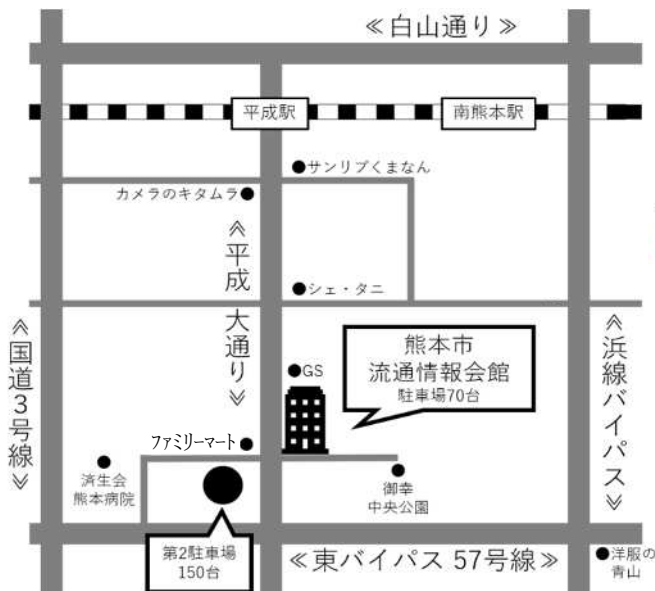 ≪白山通り≫
平成駅
南熊本駅
サンリブくまなん
カメラのキタムラ
≪平成大通り≫
シェ・タニ
≪国道3号線≫
≪浜線バイパス≫
熊本市
流通情報会館
駐車場70台
GS
ファミリーマート
済生会
熊本病院
御幸
中央公園
第2駐車場
150台
≪東バイパス 57号線≫
洋服の
青山